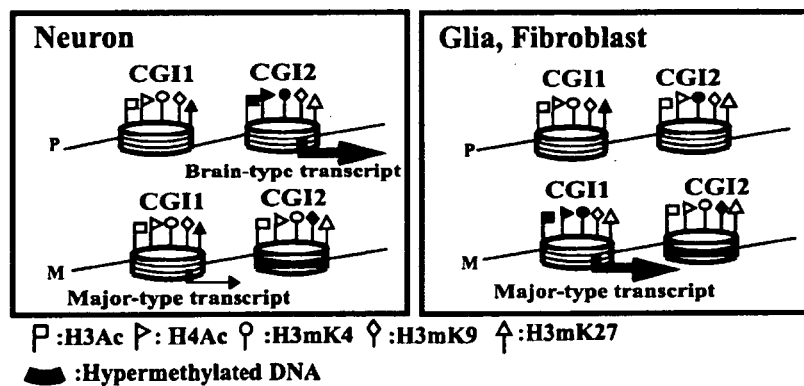 Neuron
CGI1 CGI2
P
Brain-type transcript
CGI1 CGI2
M
Major-type transcript
Glia, Fibroblast
CGI1 CGI2
P
CGI1 CGI2
M
Major-type transcript
:H3Ac :H4Ac :H3mK4 :H3mK9 :H3mK27
:Hypermethylated DNA